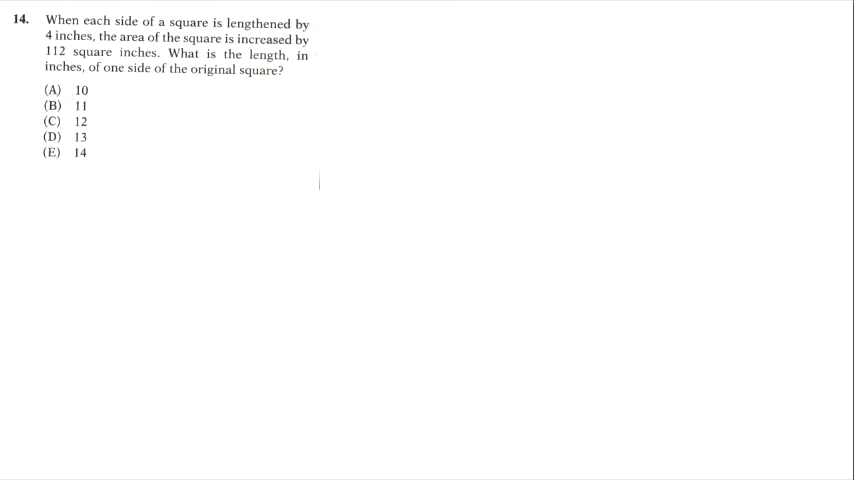 14. When each side of a square is lengthened by
4 inches, the area of the square is increased by
112 square inches. What is the length, in
inches, of one side of the original square?
(A) 10
(B) 11
(C) 12
(D) 13
(E) 14